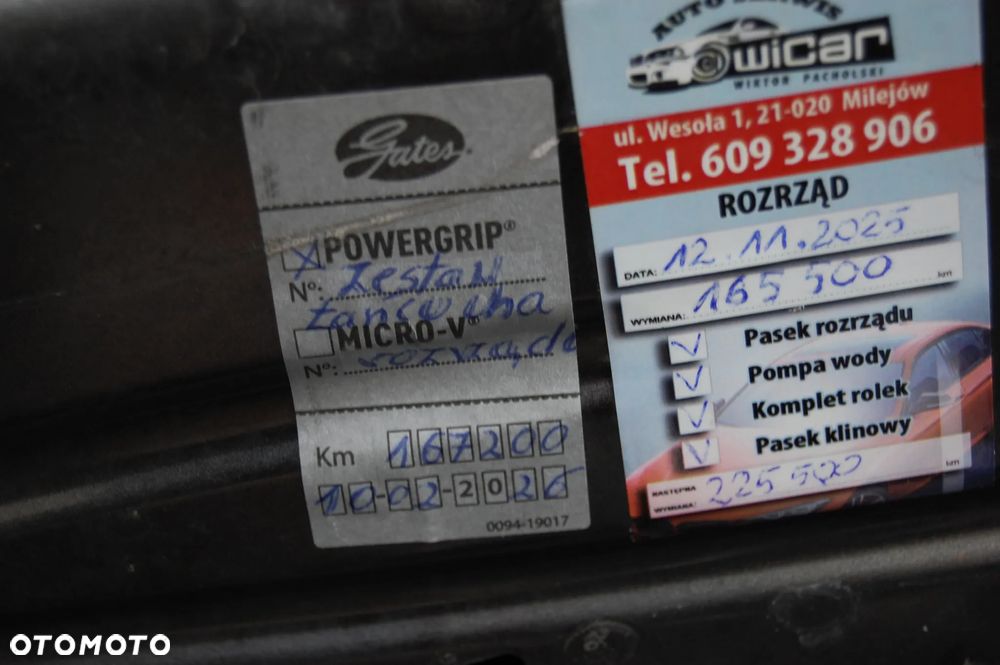 Gates
POWERGRIP®
X
N°: Zestaw
łańcucha
MICRO-V®
N°: rozrządu
Km 167200
10-02-2026
0094-19017
AUTO SERWIS
wicar
WIKTOR PACHOLSKI
ul. Wesoła 1, 21-020 Milejów
Tel. 609 328 906
ROZRZĄD
DATA: 12.11.2025
WYMIANA: 165 500 km
Pasek rozrządu
Pompa wody
Komplet rolek
Pasek klinowy
NASTĘPNA WYMIANA: 225 500 km
OTOMOTO